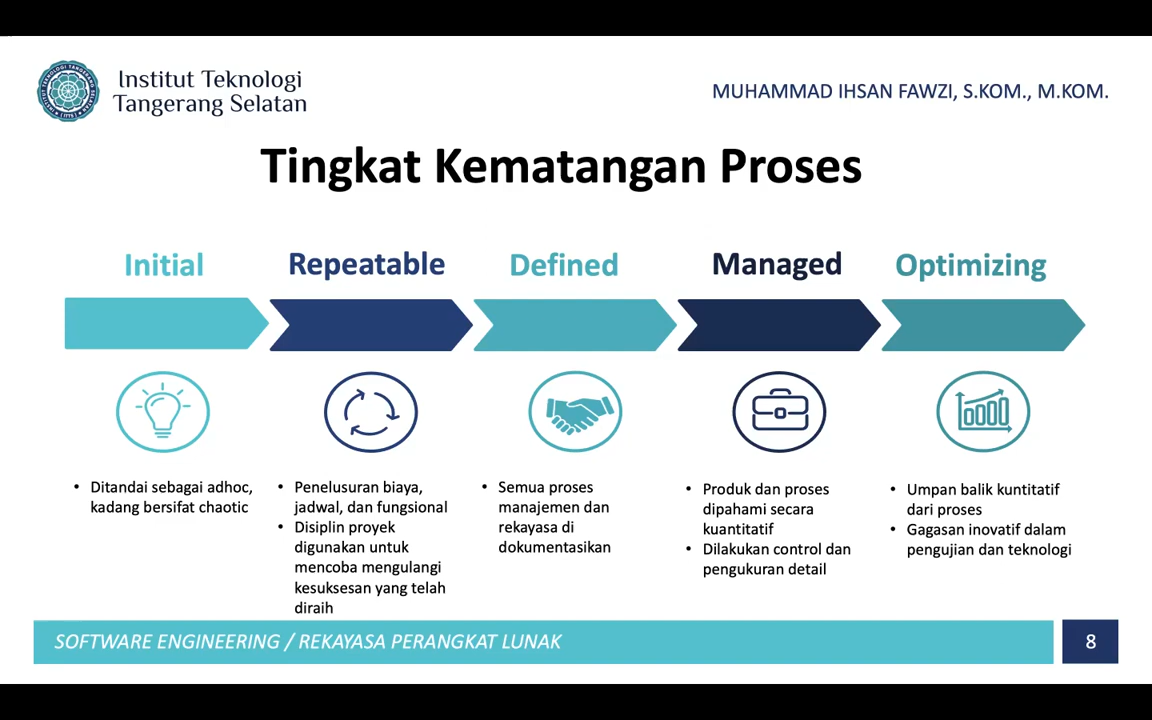 Institut Teknologi
Tangerang Selatan
MUHAMMAD IHSAN FAWZI, S.KOM., M.KOM.
Tingkat Kematangan Proses
Initial
• Ditandai sebagai adhoc,
kadang bersifat chaotic
Repeatable
• Penelusuran biaya,
jadwal, dan fungsional
• Disiplin proyek
digunakan untuk
mencoba mengulangi
kesuksesan yang telah
diraih
Defined
• Semua proses
manajemen dan
rekayasa di
dokumentasikan
Managed
• Produk dan proses
dipahami secara
kuantitatif
• Dilakukan control dan
pengukuran detail
Optimizing
• Umpan balik kuntitatif
dari proses
• Gagasan inovatif dalam
pengujian dan teknologi
SOFTWARE ENGINEERING / REKAYASA PERANGKAT LUNAK
8